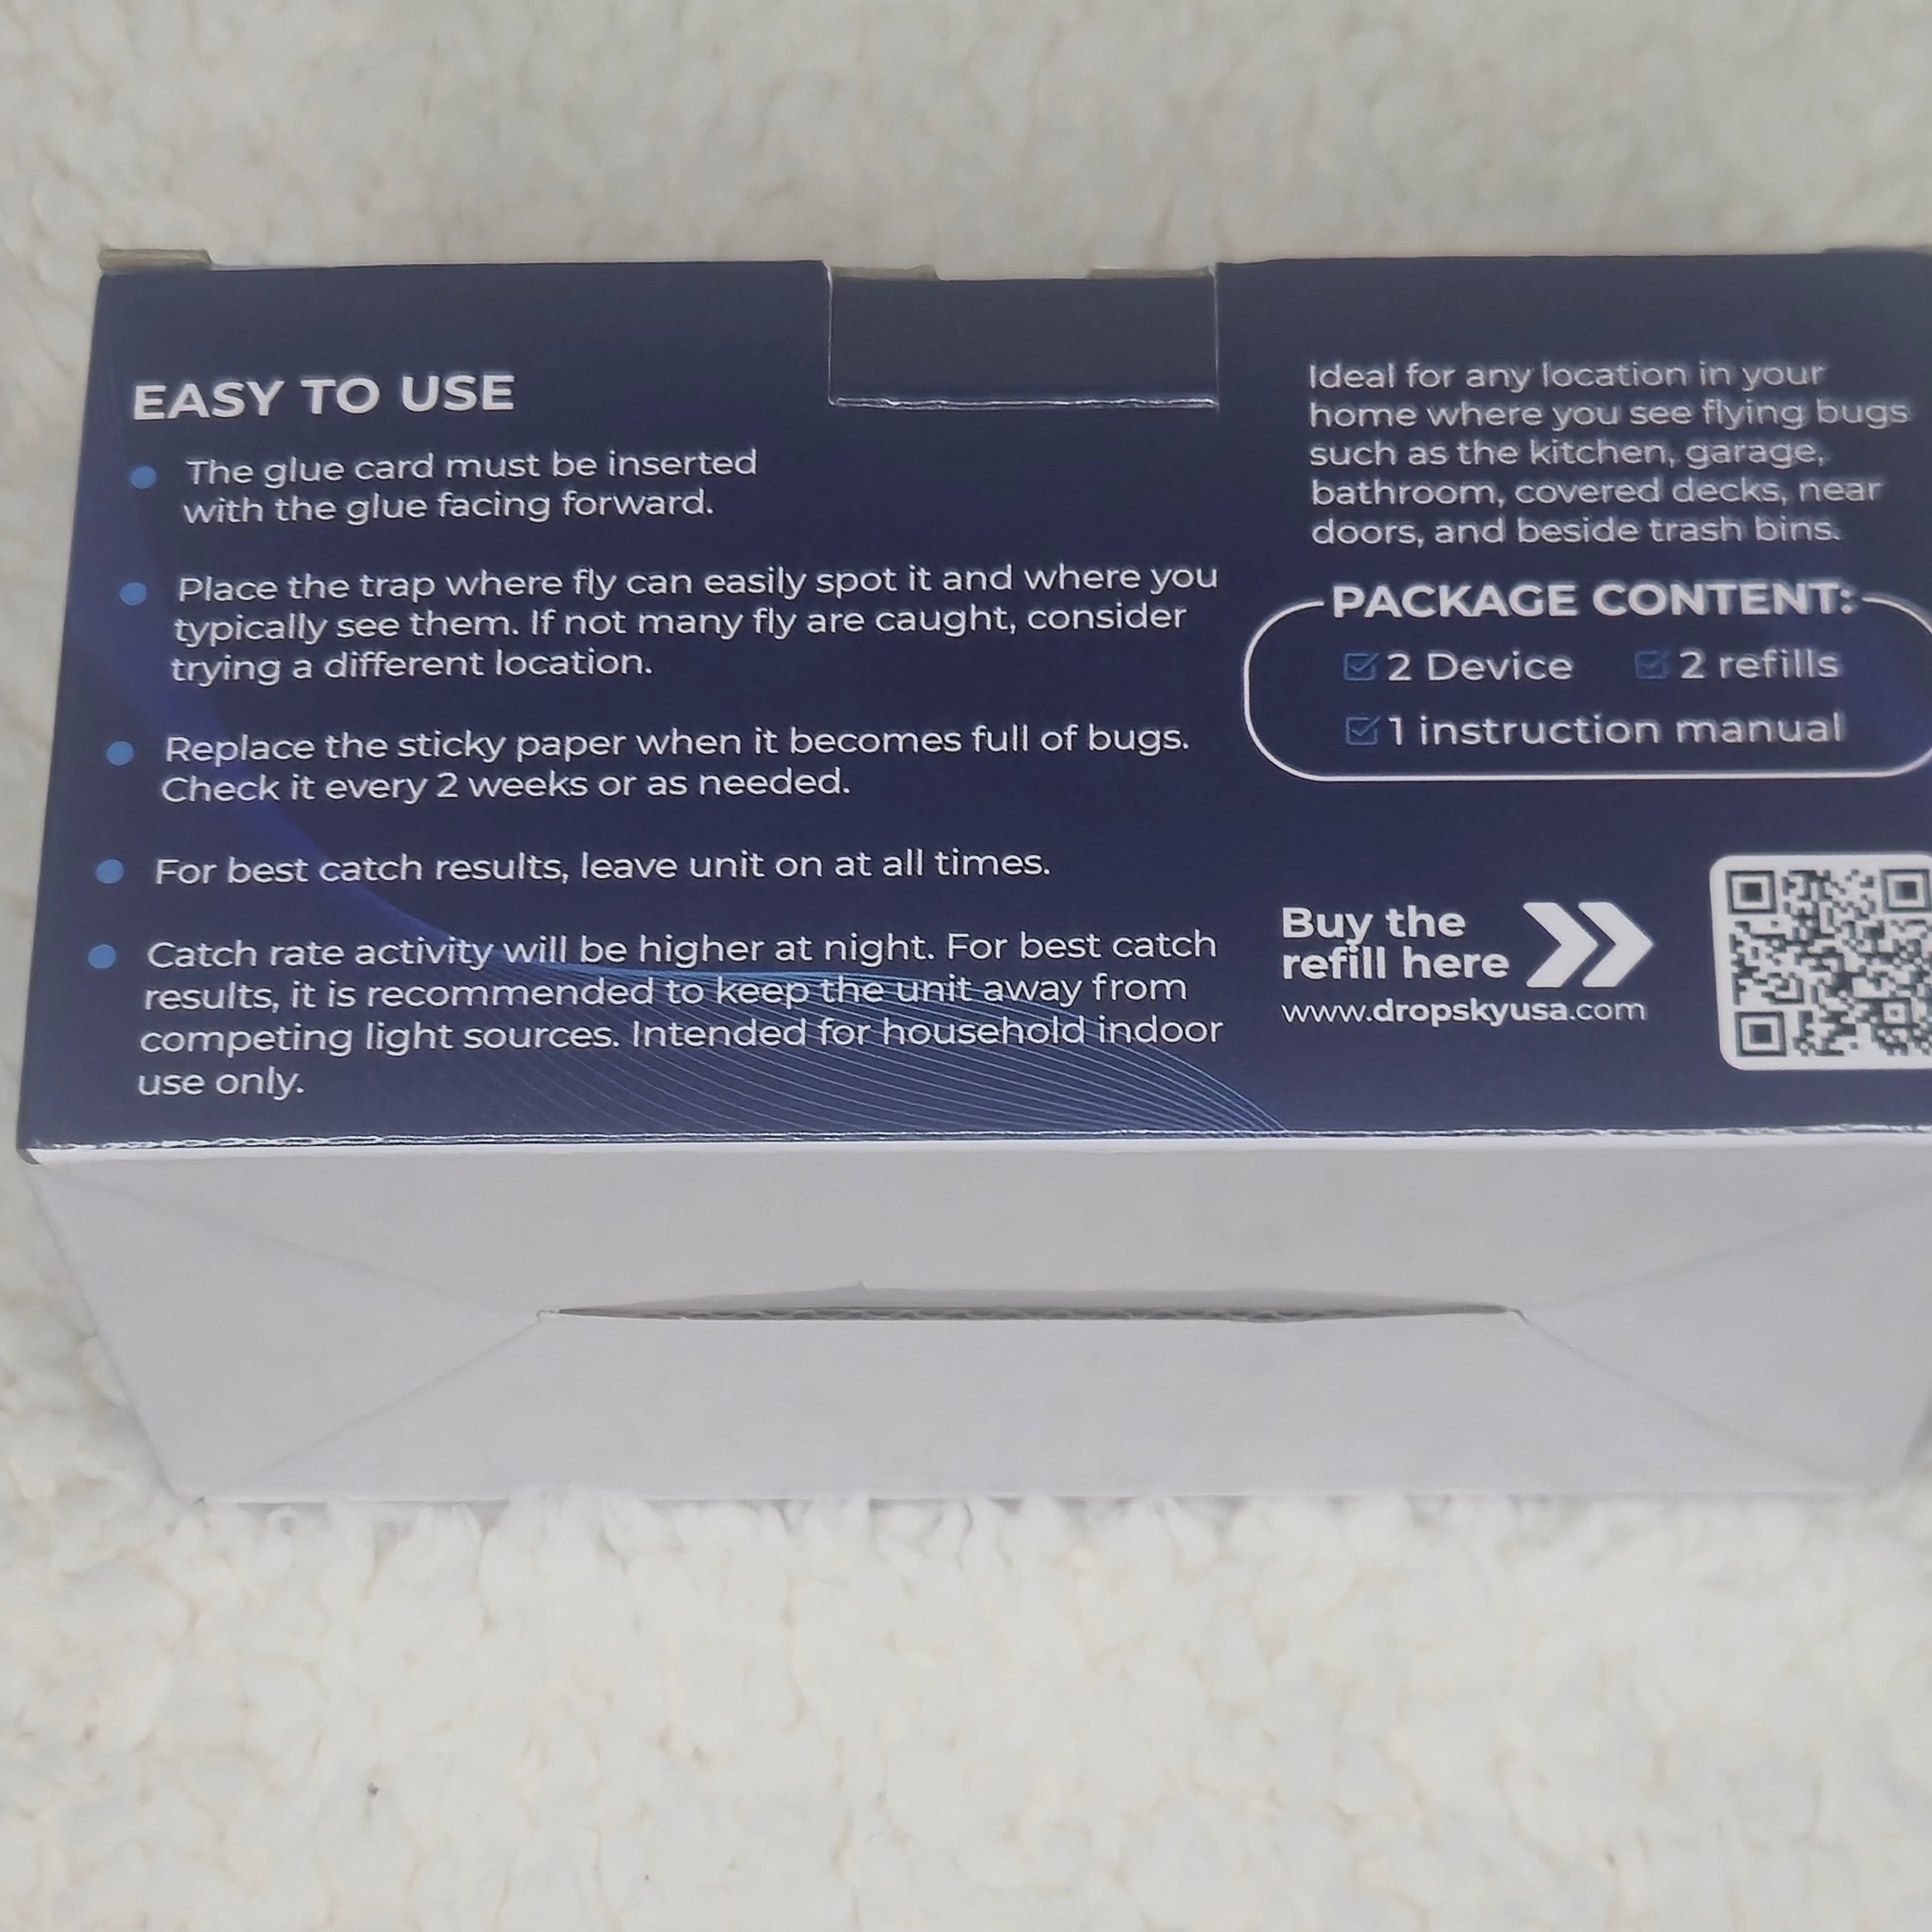 EASY TO USE
The glue card must be inserted
with the glue facing forward.
Place the trap where fly can easily spot it and where you
typically see them. If not many fly are caught, consider
trying a different location.
Replace the sticky paper when it becomes full of bugs.
Check it every 2 weeks or as needed.
For best catch results, leave unit on at all times.
Catch rate activity will be higher at night. For best catch
results, it is recommended to keep the unit away from
competing light sources. Intended for household indoor
use only.
Ideal for any location in your
home where you see flying bugs
such as the kitchen, garage,
bathroom, covered decks, near
doors, and beside trash bins.
PACKAGE CONTENT:
2 Device 2 refills
1 instruction manual
Buy the
refill here
www.dropskyusa.com